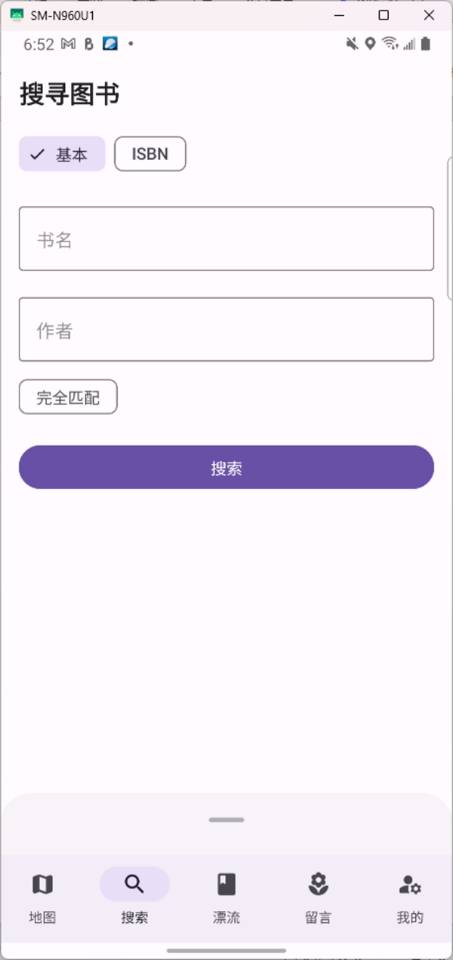 SM-N960U1
6:52
搜寻图书
基本
ISBN
书名
作者
完全匹配
搜索
地图
搜索
漂流
留言
我的